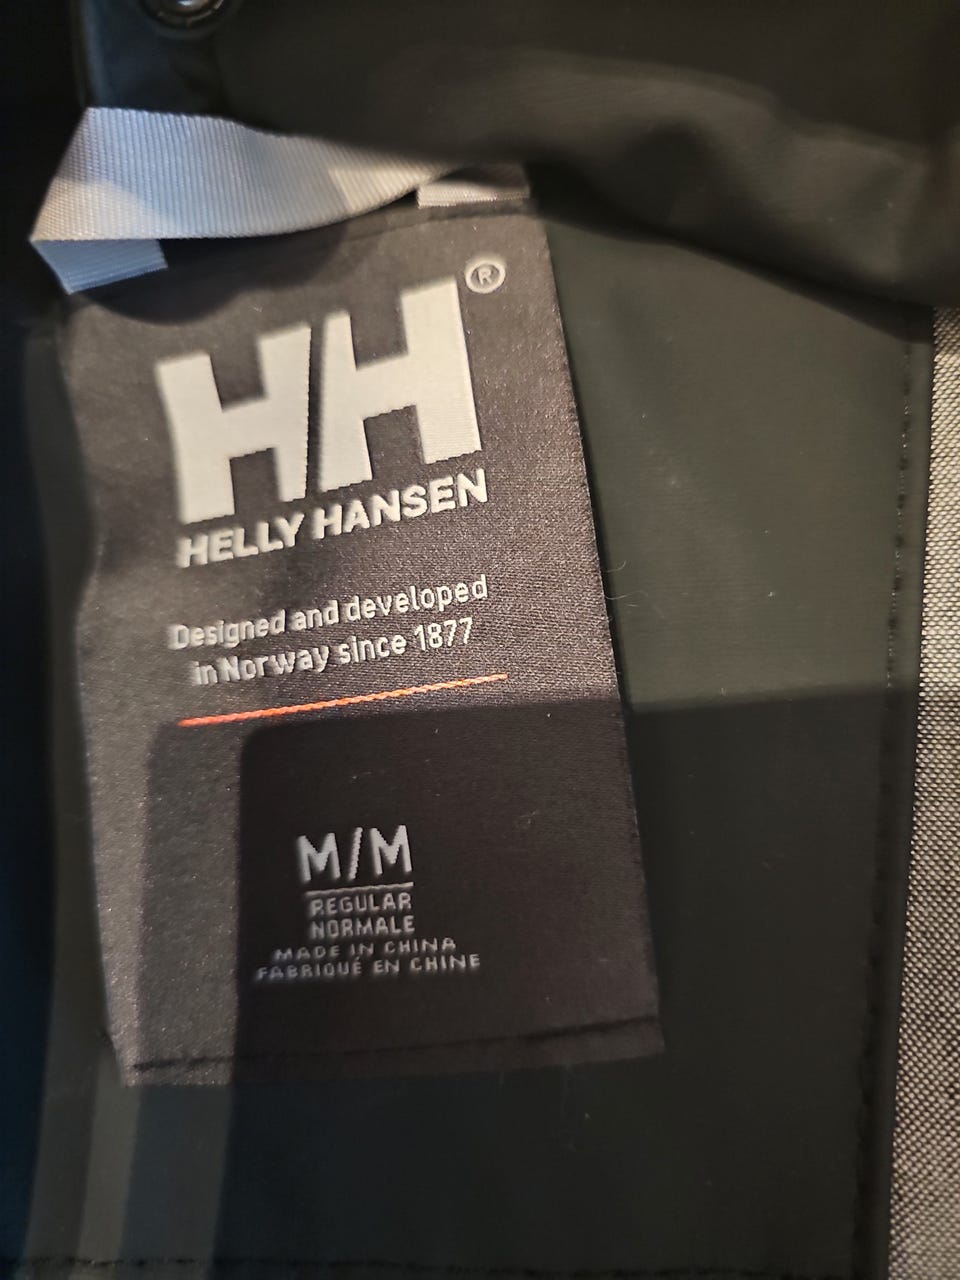 HH®
HELLY HANSEN
Designed and developed
in Norway since 1877
M/M
REGULAR
NORMALE
MADE IN CHINA
FABRIQUÉ EN CHINE